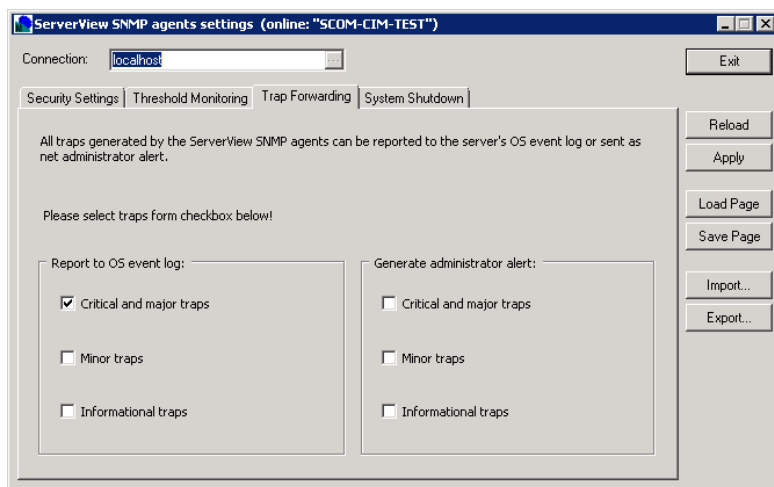 ServerView SNMP agents settings (online: "SCOM-CIM-TEST")
Connection: localhost ...
Exit
Security Settings Threshold Monitoring Trap Forwarding System Shutdown
All traps generated by the ServerView SNMP agents can be reported to the server's OS event log or sent as
net administrator alert.
Please select traps form checkbox below!
Report to OS event log:
Critical and major traps
Minor traps
Informational traps
Generate administrator alert:
Critical and major traps
Minor traps
Informational traps
Reload
Apply
Load Page
Save Page
Import...
Export...